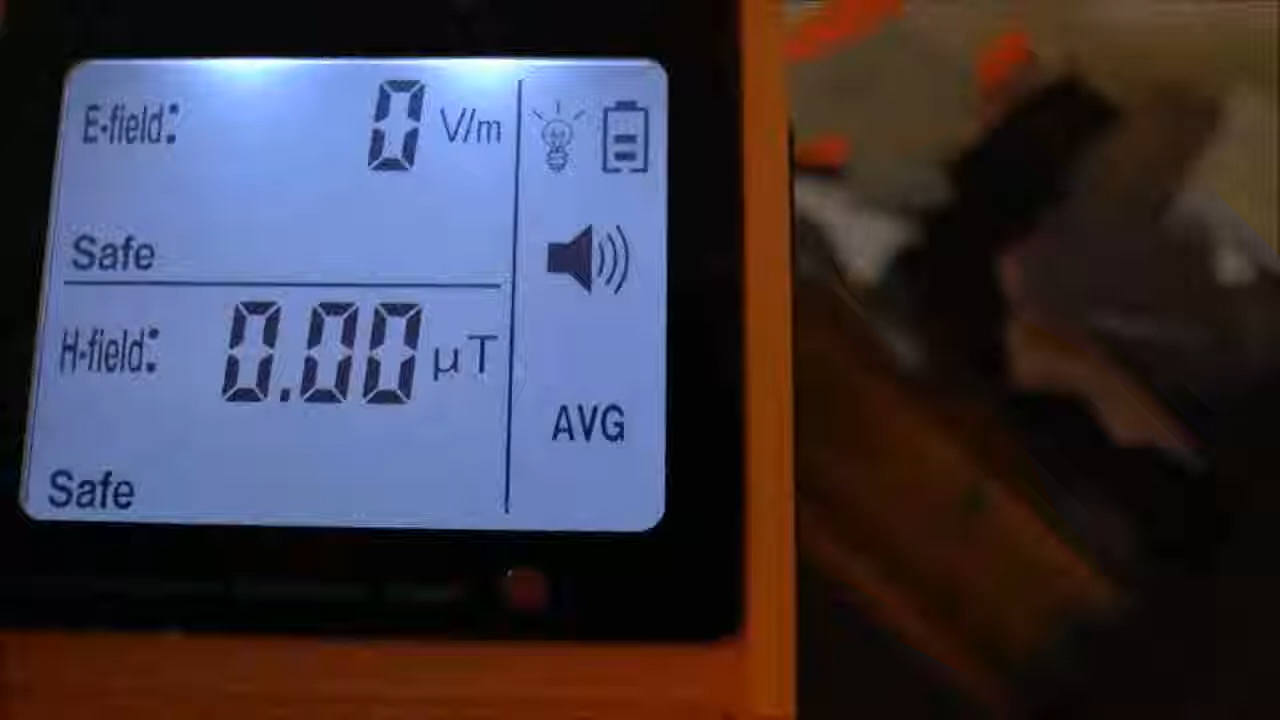 E-field: 0 V/m
Safe
H-field: 0.00 μT
Safe
AVG